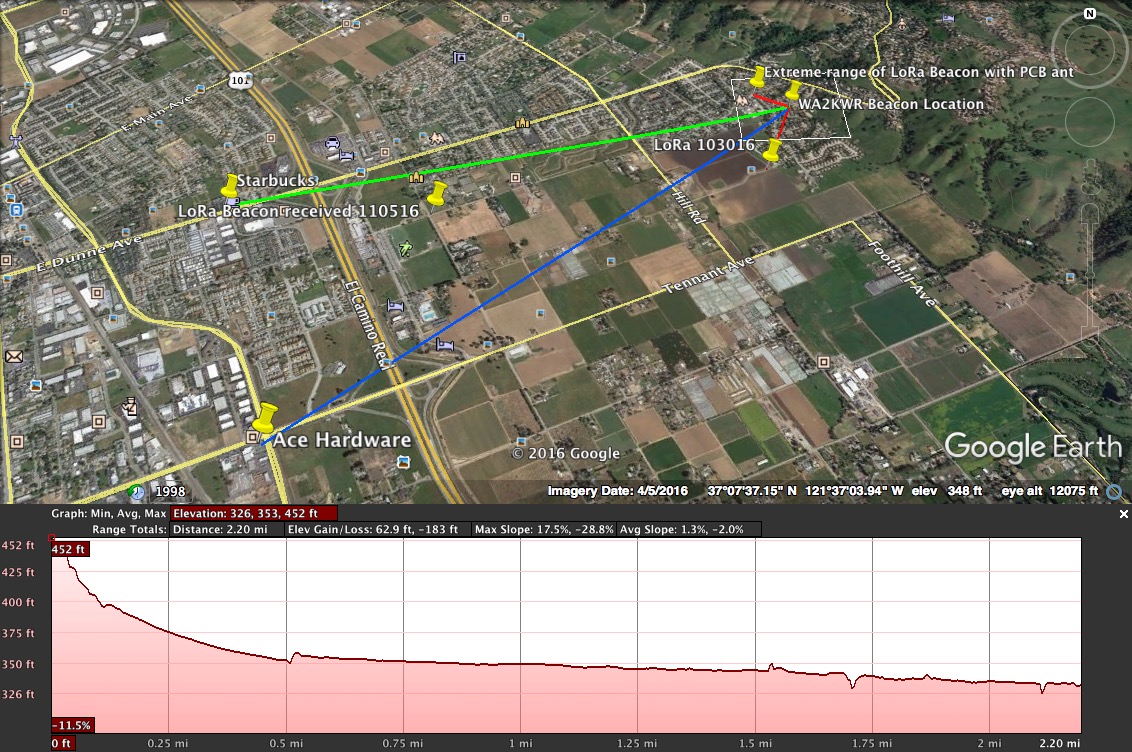 N
Extreme-range of LoRa Beacon with PCB ant
101
E Main Ave
WA2KWR Beacon Location
LoRa 103016
Starbucks
LoRa Beacon received 110516
Hill Rd
E Dunne Ave
Foothill Ave
Tennant Ave
El Camino Real
Ace Hardware
Google Earth
© 2016 Google
1998
Imagery Date: 4/5/2016 37°07'37.15" N 121°37'03.94" W elev 348 ft eye alt 12075 ft
Graph: Min, Avg, Max Elevation: 326, 353, 452 ft
Range Totals: Distance: 2.20 mi Elev Gain/Loss: 62.9 ft, -183 ft Max Slope: 17.5%, -28.8% Avg Slope: 1.3%, -2.0%
452 ft 452 ft
425 ft
400 ft
375 ft
350 ft
326 ft
-11.5%
0 ft 0.25 mi 0.5 mi 0.75 mi 1 mi 1.25 mi 1.5 mi 1.75 mi 2 mi 2.20 mi